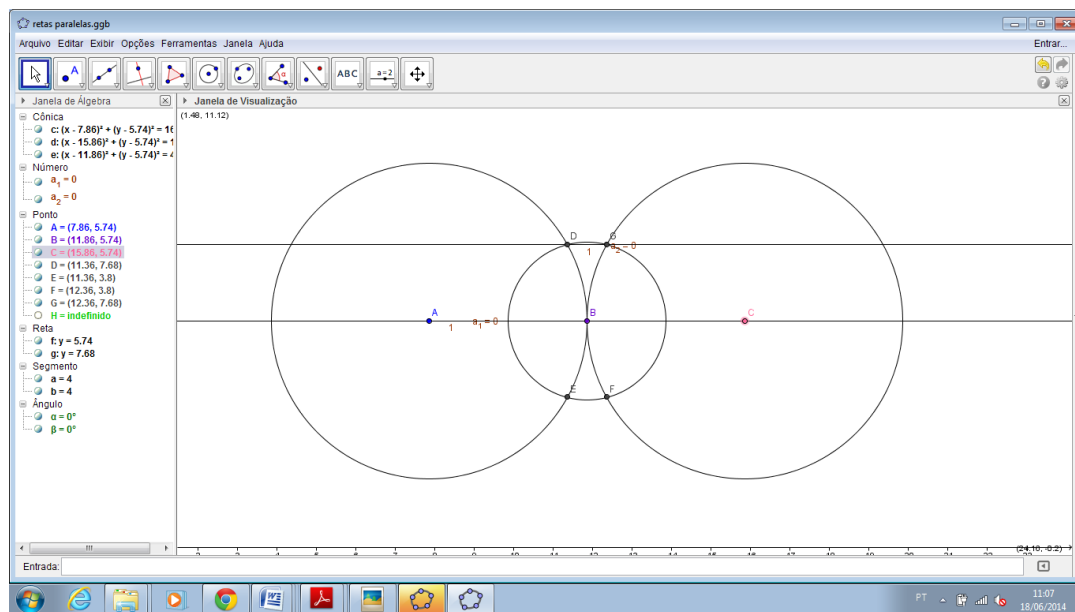 retas paralelas.ggb
Arquivo Editar Exibir Opções Ferramentas Janela Ajuda
Entrar...
A
α
ABC
a=2
Janela de Álgebra
Janela de Visualização
Cônica
c: (x - 7.86)² + (y - 5.74)² = 16
d: (x - 15.86)² + (y - 5.74)² = 1
e: (x - 11.86)² + (y - 5.74)² = 4
Número
a₁ = 0
a₂ = 0
Ponto
A = (7.86, 5.74)
B = (11.86, 5.74)
C = (15.86, 5.74)
D = (11.36, 7.68)
E = (11.36, 3.8)
F = (12.36, 3.8)
G = (12.36, 7.68)
H = indefinido
Reta
f: y = 5.74
g: y = 7.68
Segmento
a = 4
b = 4
Ângulo
α = 0°
β = 0°
(1.48, 11.12)
D G
1 a₂ = 0
A B C
1 a₁ = 0
E F
(24.18, -0.2)
Entrada:
PT
11:07
18/06/2014